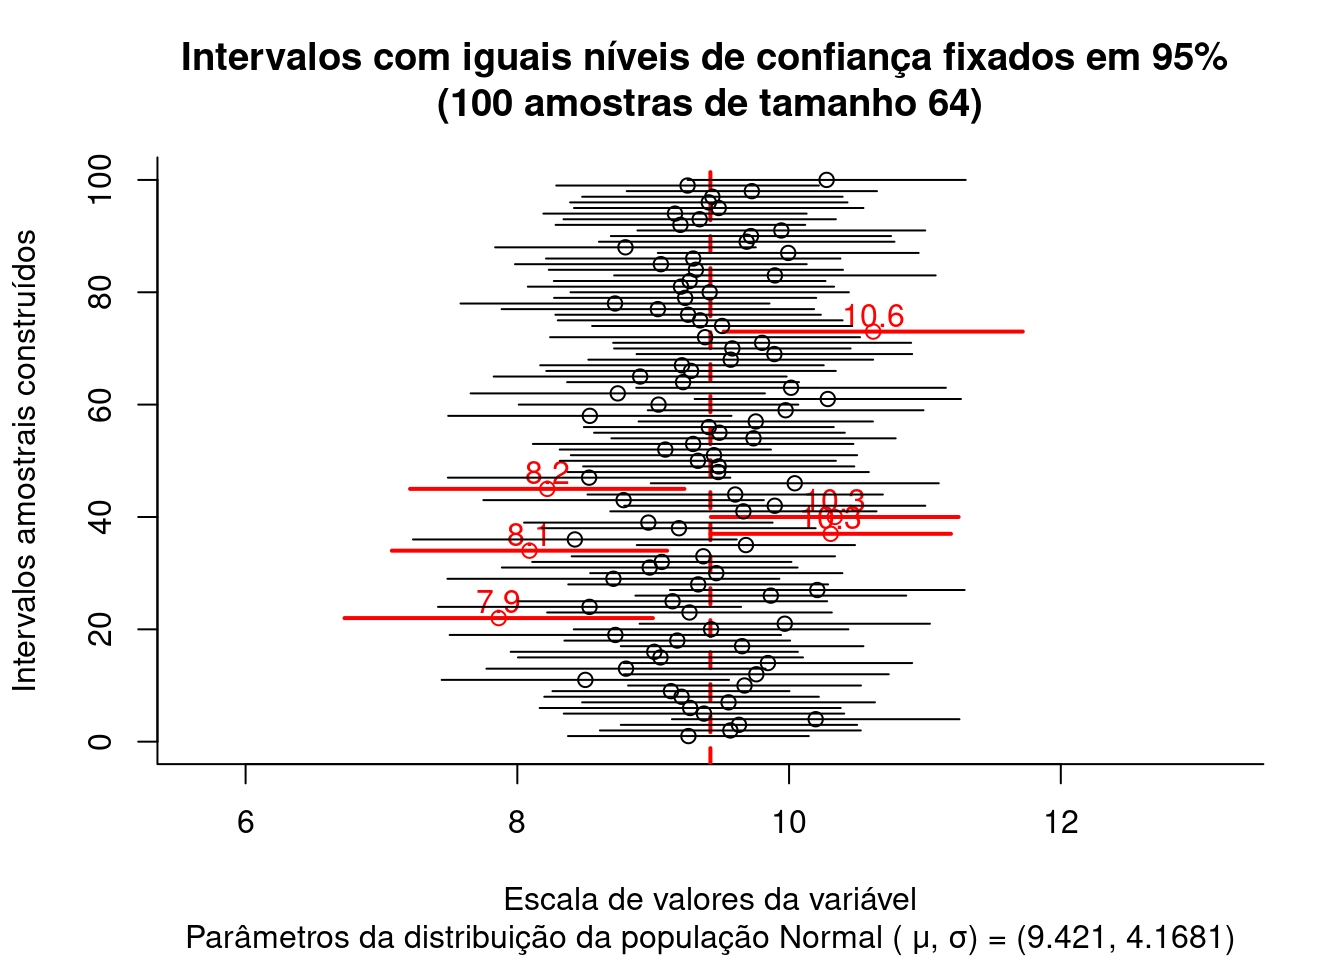 Intervalos com iguais níveis de confiança fixados em 95%
(100 amostras de tamanho 64)
Intervalos amostrais construídos
100
80
60
40
20
0
10.6
8.2
10.3
10.3
8.1
7.9
6 8 10 12
Escala de valores da variável
Parâmetros da distribuição da população Normal ( μ, σ) = (9.421, 4.1681)